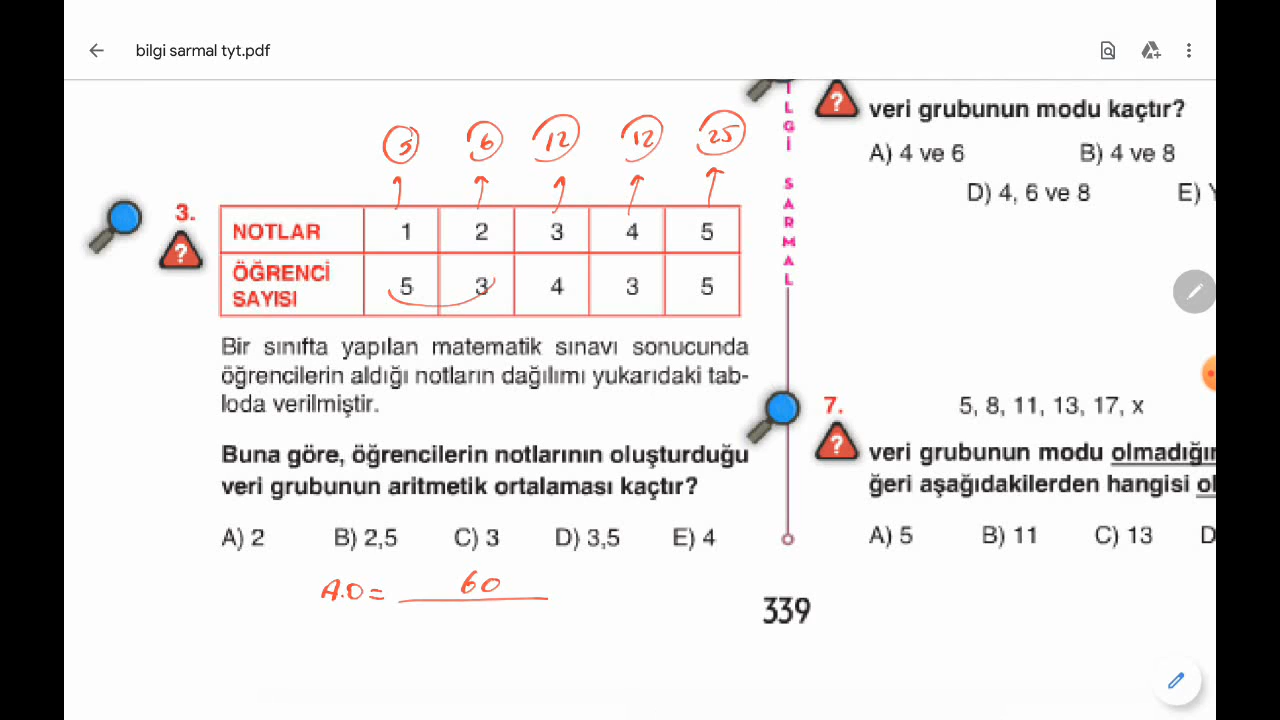 bilgi sarmal tyt.pdf
5 6 12 12 25
3.
NOTLAR 1 2 3 4 5
ÖĞRENCİ
SAYISI 5 3 4 3 5
Bir sınıfta yapılan matematik sınavı sonucunda
öğrencilerin aldığı notların dağılımı yukarıdaki tab-
loda verilmiştir.
Buna göre, öğrencilerin notlarının oluşturduğu
veri grubunun aritmetik ortalaması kaçtır?
A) 2 B) 2,5 C) 3 D) 3,5 E) 4
A.O = 60
İLGİ SARMAL
?
veri grubunun modu kaçtır?
A) 4 ve 6 B) 4 ve 8
D) 4, 6 ve 8 E)
7. 5, 8, 11, 13, 17, x
?
veri grubunun modu olmadığın
ğeri aşağıdakilerden hangisi ol
A) 5 B) 11 C) 13 D
339